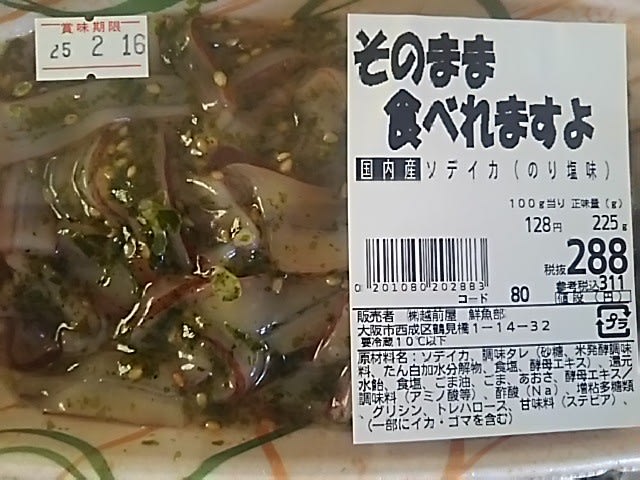 賞味期限
25 2 16
そのまま
食べれますよ
国内産 ソデイカ(のり塩味)
100g当り 正味量(g)
128円 225g
税抜 288
参考税込311
0 201080 202883
コード 80 値段(円)
プラ
販売者 ㈱越前屋 鮮魚部
大阪市西成区鶴見橋1-14-32
要冷蔵10℃以下
原材料名:ソデイカ、調味タレ(砂糖、米発酵調味
料、たん白加水分解物、食塩、酵母エキス)、還元
水飴、食塩、ごま油、ごま、あおさ、酵母エキス/
調味料(アミノ酸等)、酢酸(Na)、増粘多糖類
、グリシン、トレハロース、甘味料(ステビア)、
(一部にイカ・ゴマを含む)